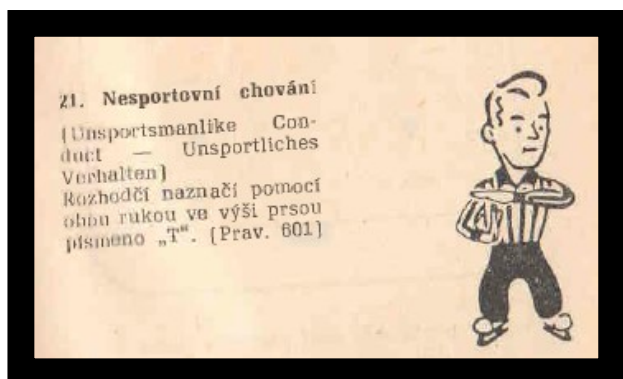 21. Nesportovní chování
(Unsportsmanlike Con-
duct — Unsportliches
Verhalten)
Rozhodčí naznačí pomocí
obou rukou ve výši prsou
písmeno „T“. (Prav. 601)